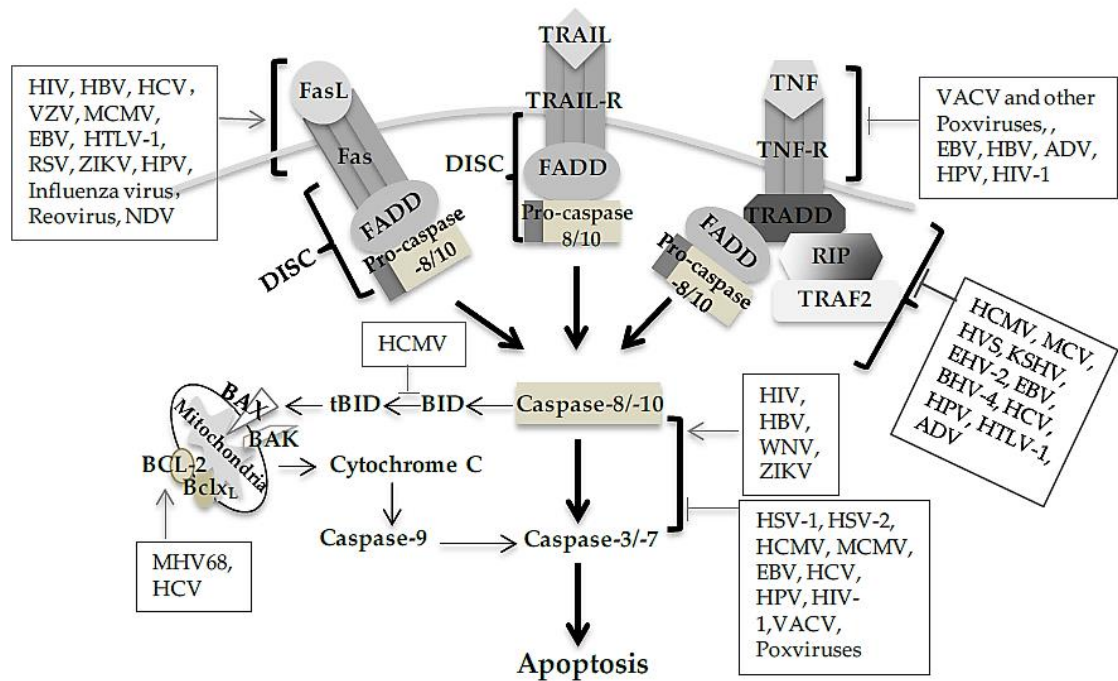 HIV, HBV, HCV,
VZV, MCMV,
EBV, HTLV-1,
RSV, ZIKV, HPV,
Influenza virus,
Reovirus, NDV
FasL
Fas
FADD
Pro-caspase
-8/10
DISC
TRAIL
TRAIL-R
DISC
FADD
Pro-caspase
8/10
TNF
TNF-R
TRADD
FADD
Pro-caspase
-8/10
RIP
TRAF2
VACV and other
Poxviruses, ,
EBV, HBV, ADV,
HPV, HIV-1
HCMV, MCV,
HVS, KSHV,
EHV-2, EBV,
BHV-4, HCV,
HPV, HTLV-1,
ADV
HCMV
BAX
tBID
BID
Caspase-8/-10
Mitochondria
BAK
BCL-2
BclxL
Cytochrome C
Caspase-9
Caspase-3/-7
MHV68,
HCV
HIV,
HBV,
WNV,
ZIKV
HSV-1, HSV-2,
HCMV, MCMV,
EBV, HCV,
HPV, HIV-
1,VACV,
Poxviruses
Apoptosis